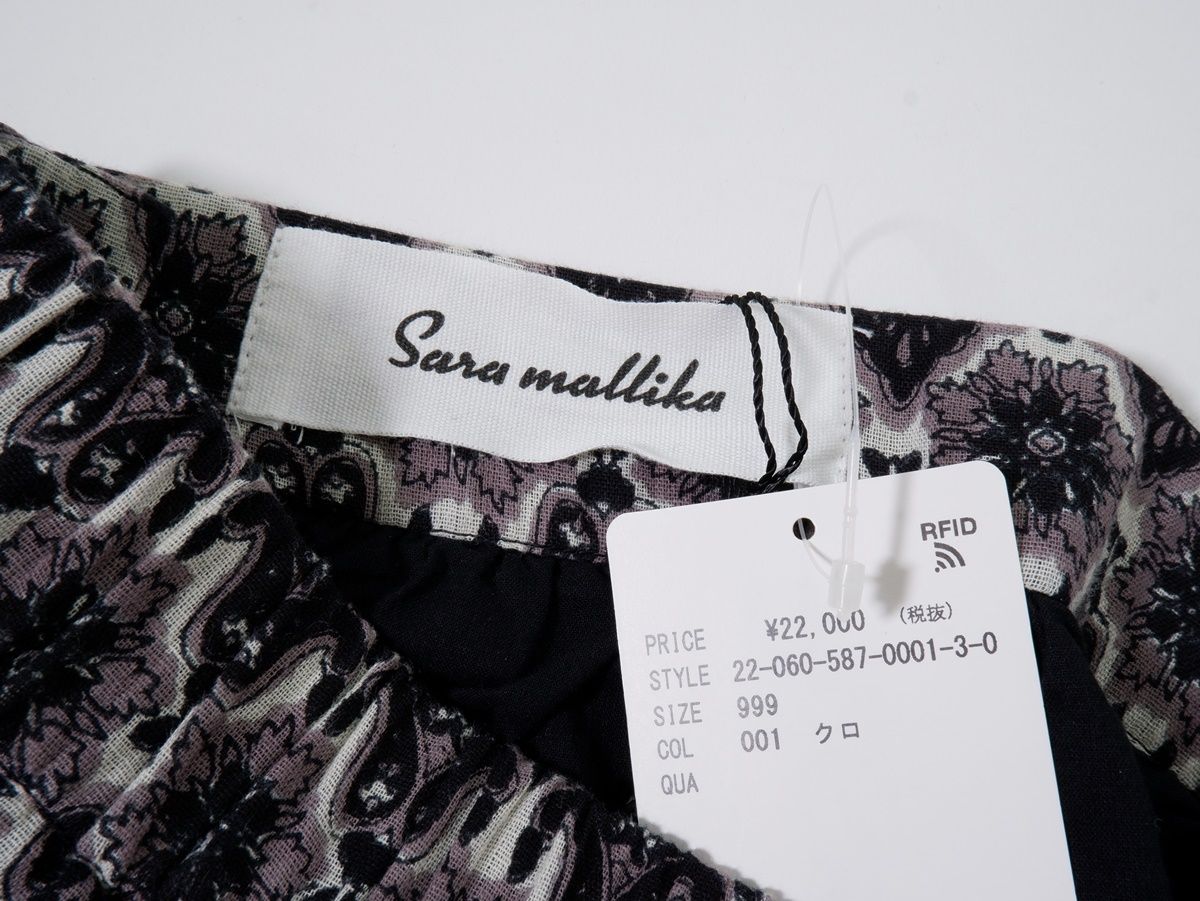 Sara mallika
RFID
PRICE ¥22,000 (税抜)
STYLE 22-060-587-0001-3-0
SIZE 999
COL 001 クロ
QUA